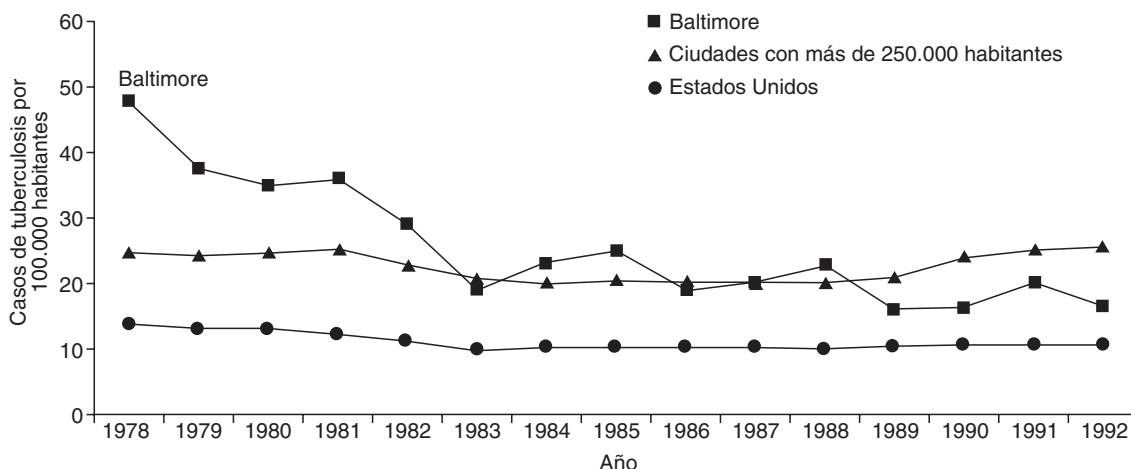 60
50
40
30
20
10
0
Casos de tuberculosis por
100.000 habitantes
Baltimore
Baltimore
Ciudades con más de 250.000 habitantes
Estados Unidos
1978 1979 1980 1981 1982 1983 1984 1985 1986 1987 1988 1989 1990 1991 1992
Año